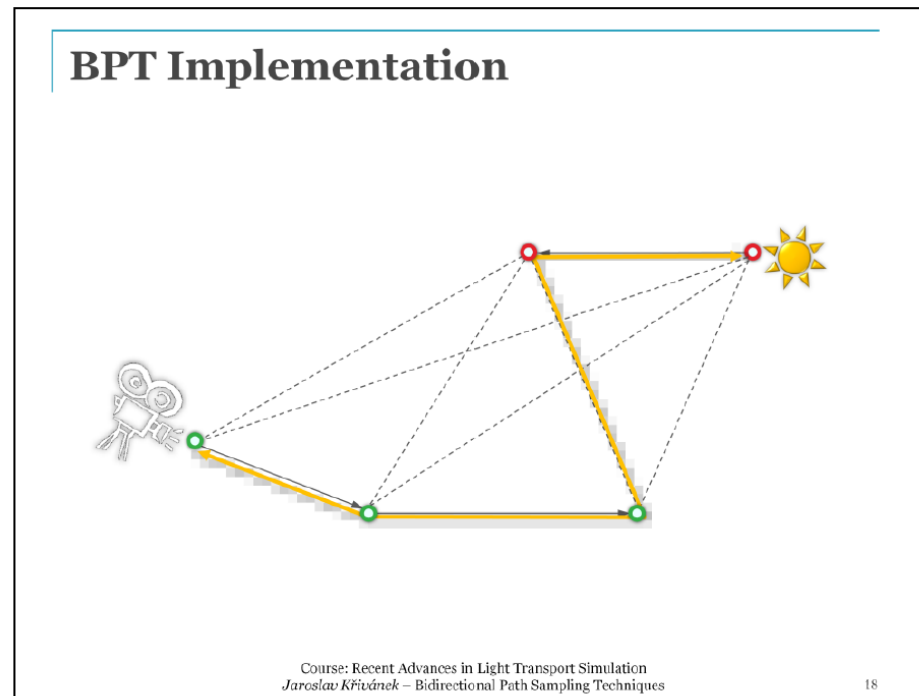 BPT Implementation
Course: Recent Advances in Light Transport Simulation
Jaroslav Křivánek – Bidirectional Path Sampling Techniques
18